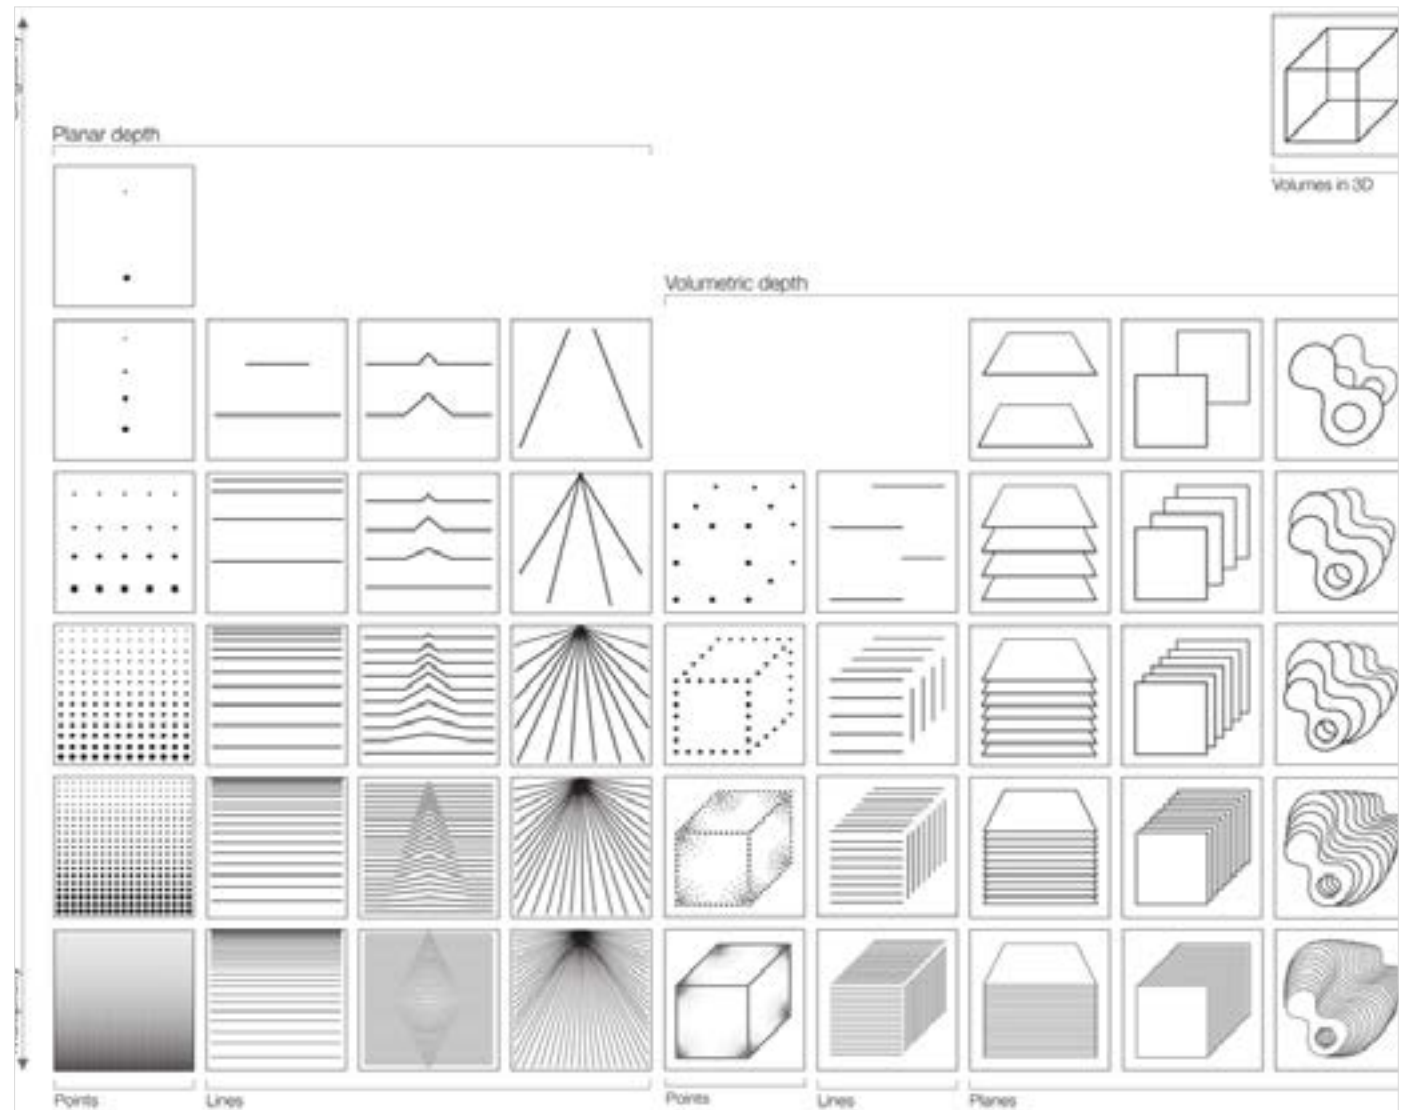 Planar depth
Volumes in 3D
Volumetric depth
Points
Lines
Points
Lines
Planes